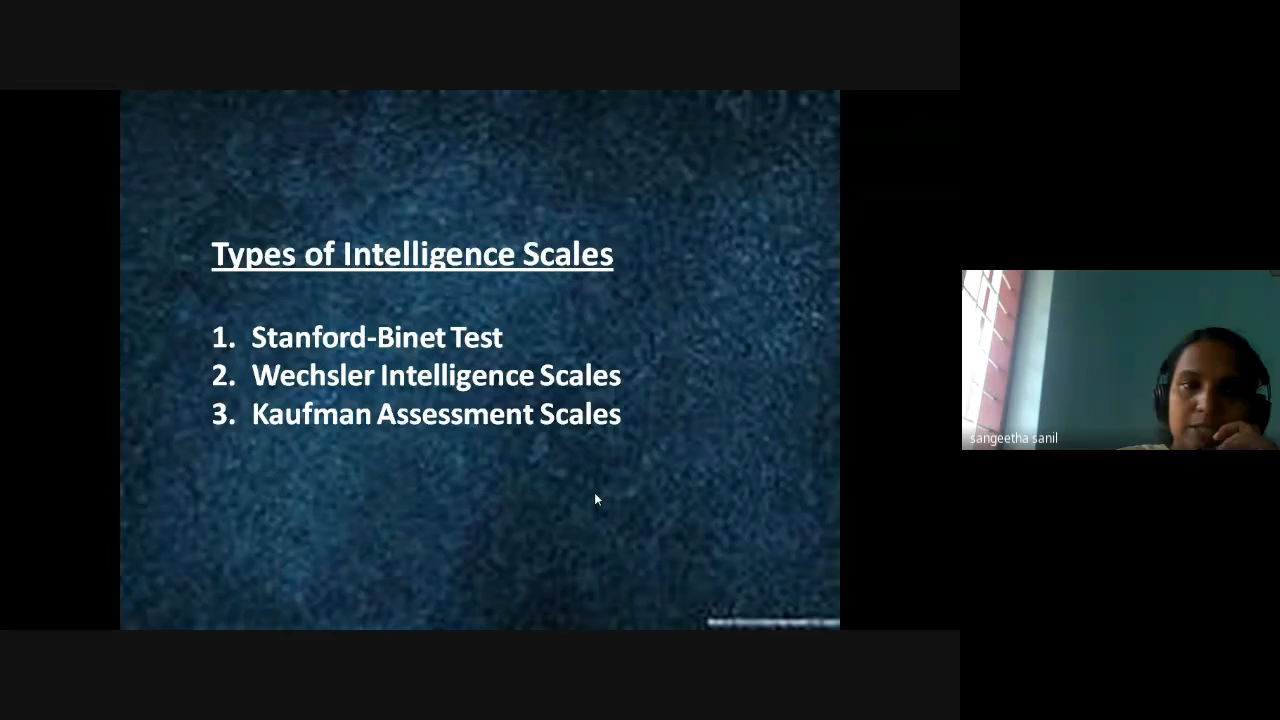 Types of Intelligence Scales
1. Stanford-Binet Test
2. Wechsler Intelligence Scales
3. Kaufman Assessment Scales
sangeetha sanil